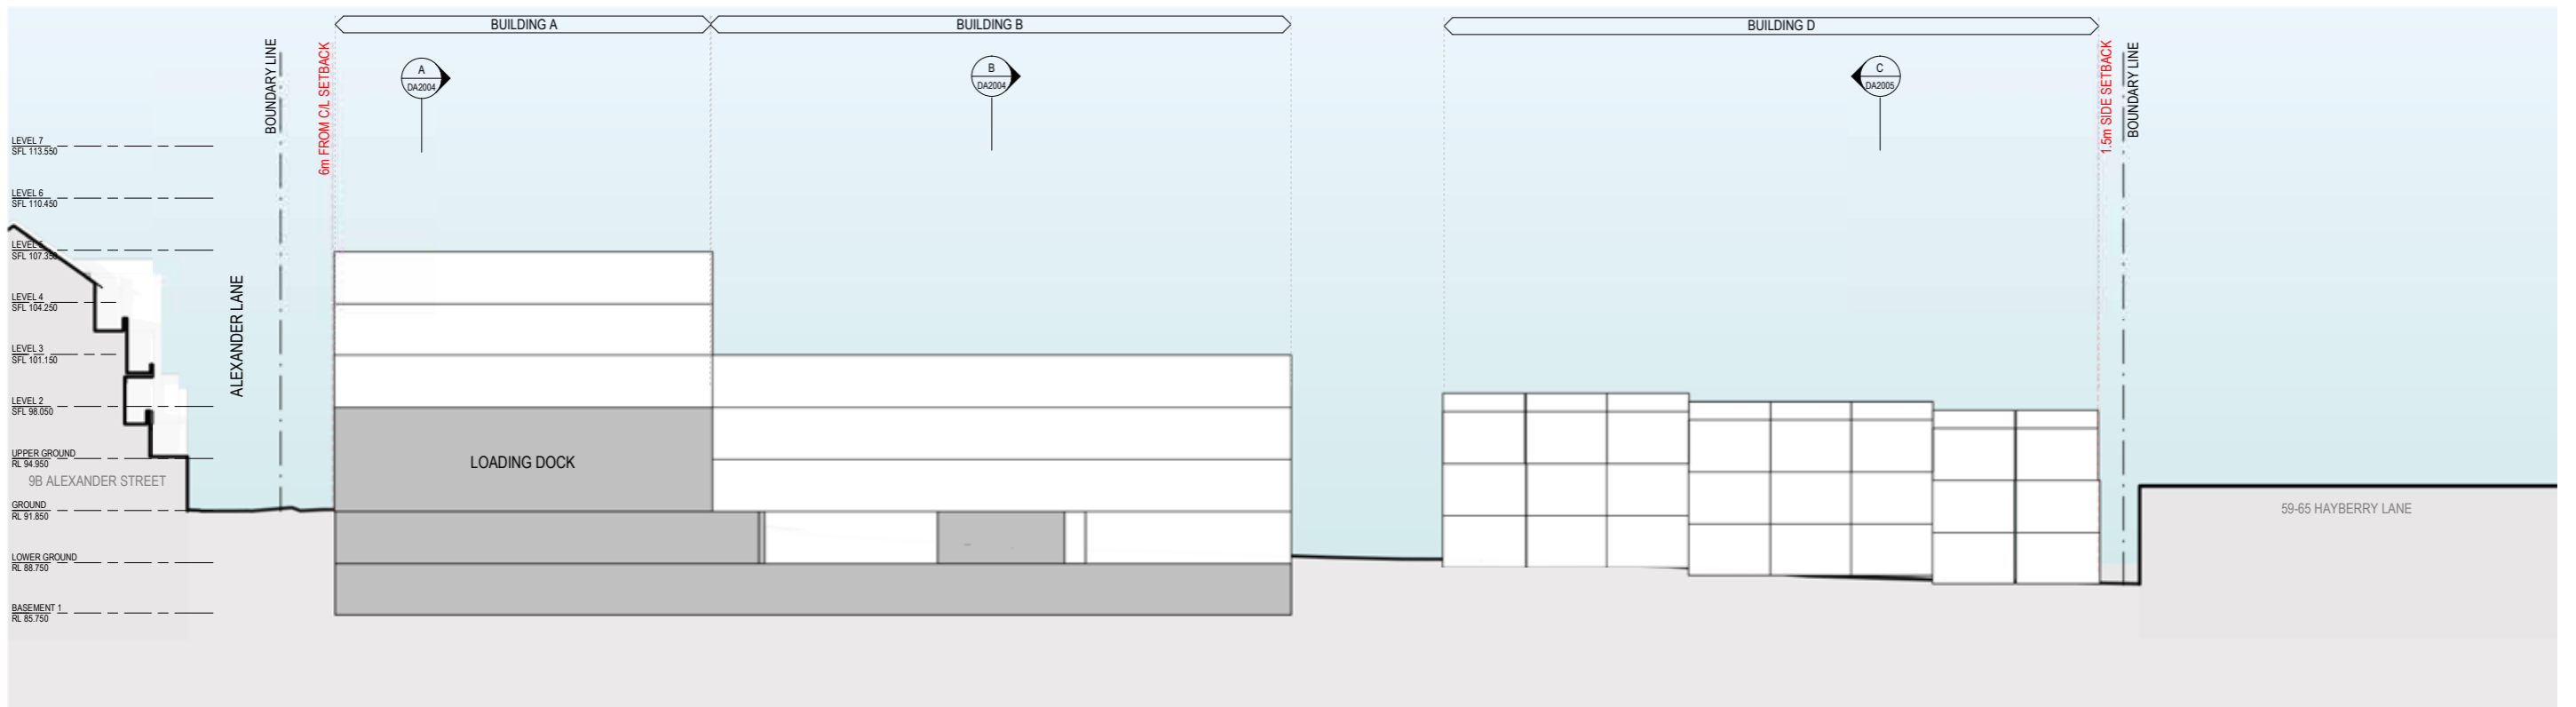 BUILDING A
BUILDING B
BUILDING D
BOUNDARY LINE
6m FROM C/L SETBACK
A
DA2004
B
DA2004
C
DA2005
1.5m SIDE SETBACK
BOUNDARY LINE
LEVEL 7
SFL 113.550
LEVEL 6
SFL 110.450
LEVEL 5
SFL 107.350
LEVEL 4
SFL 104.250
LEVEL 3
SFL 101.150
LEVEL 2
SFL 98.050
UPPER GROUND
RL 94.950
GROUND
RL 91.850
LOWER GROUND
RL 88.750
BASEMENT 1
RL 85.750
ALEXANDER LANE
LOADING DOCK
9B ALEXANDER STREET
59-65 HAYBERRY LANE